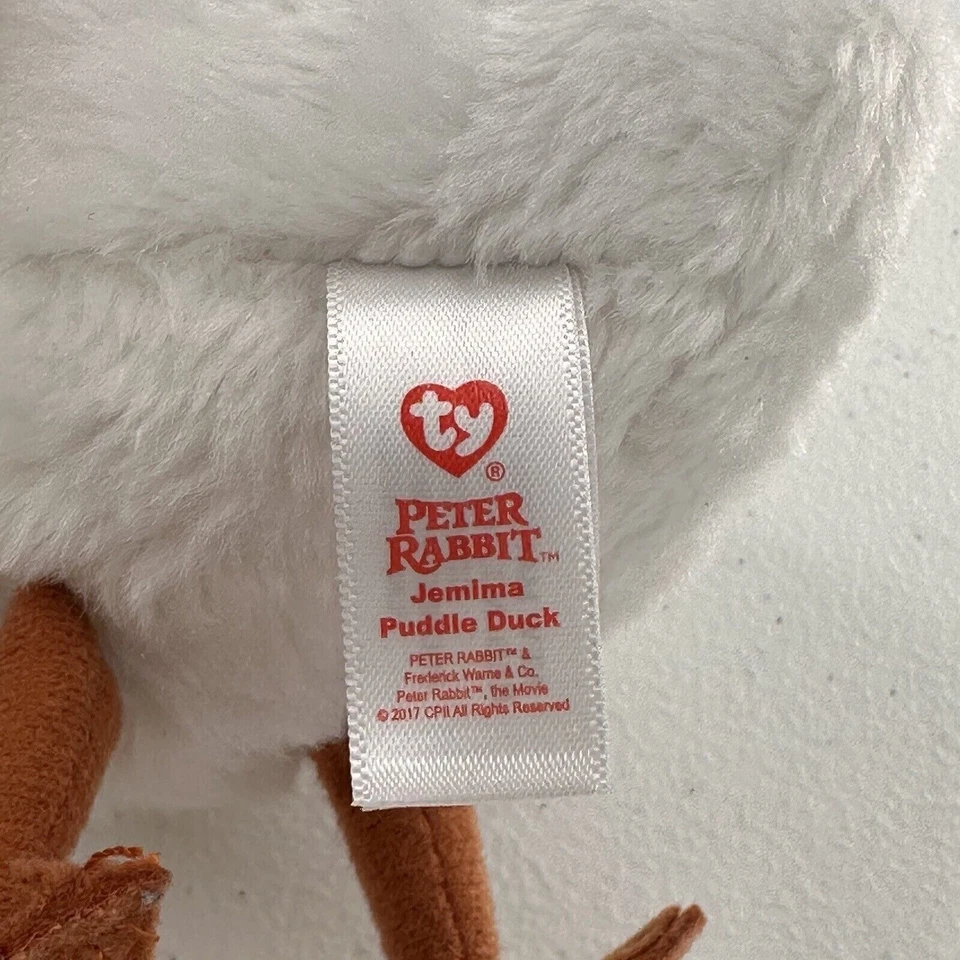 ty®
PETER
RABBIT™
Jemima
Puddle Duck
PETER RABBIT™ &
Frederick Warne & Co.
Peter Rabbit™, the Movie
© 2017 CPII All Rights Reserved